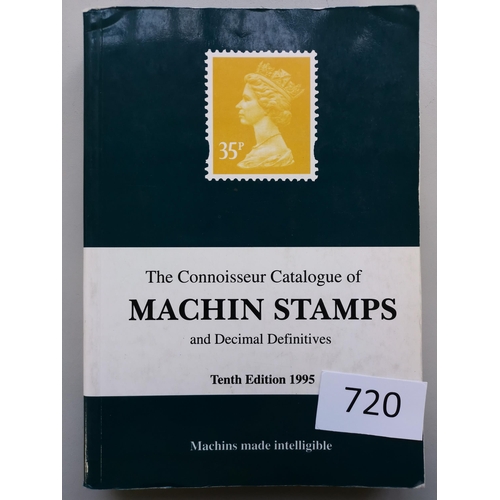 35P
The Connoisseur Catalogue of
MACHIN STAMPS
and Decimal Definitives
Tenth Edition 1995
720
Machins made intelligible